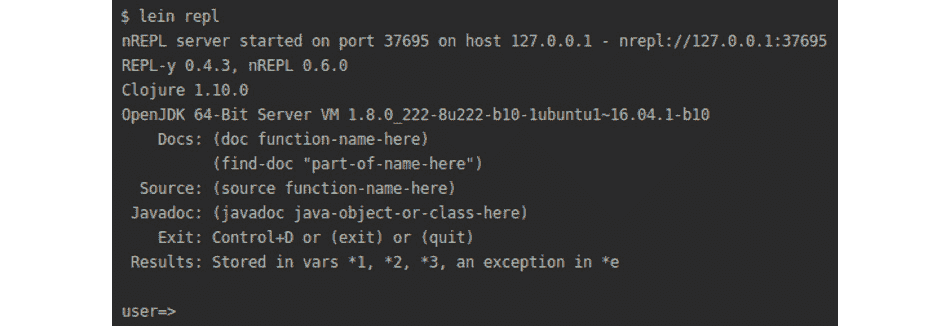 $ lein repl
nREPL server started on port 37695 on host 127.0.0.1 - nrepl://127.0.0.1:37695
REPL-y 0.4.3, nREPL 0.6.0
Clojure 1.10.0
OpenJDK 64-Bit Server VM 1.8.0_222-8u222-b10-1ubuntu1~16.04.1-b10
    Docs: (doc function-name-here)
          (find-doc "part-of-name-here")
  Source: (source function-name-here)
 Javadoc: (javadoc java-object-or-class-here)
    Exit: Control+D or (exit) or (quit)
 Results: Stored in vars *1, *2, *3, an exception in *e
user=>